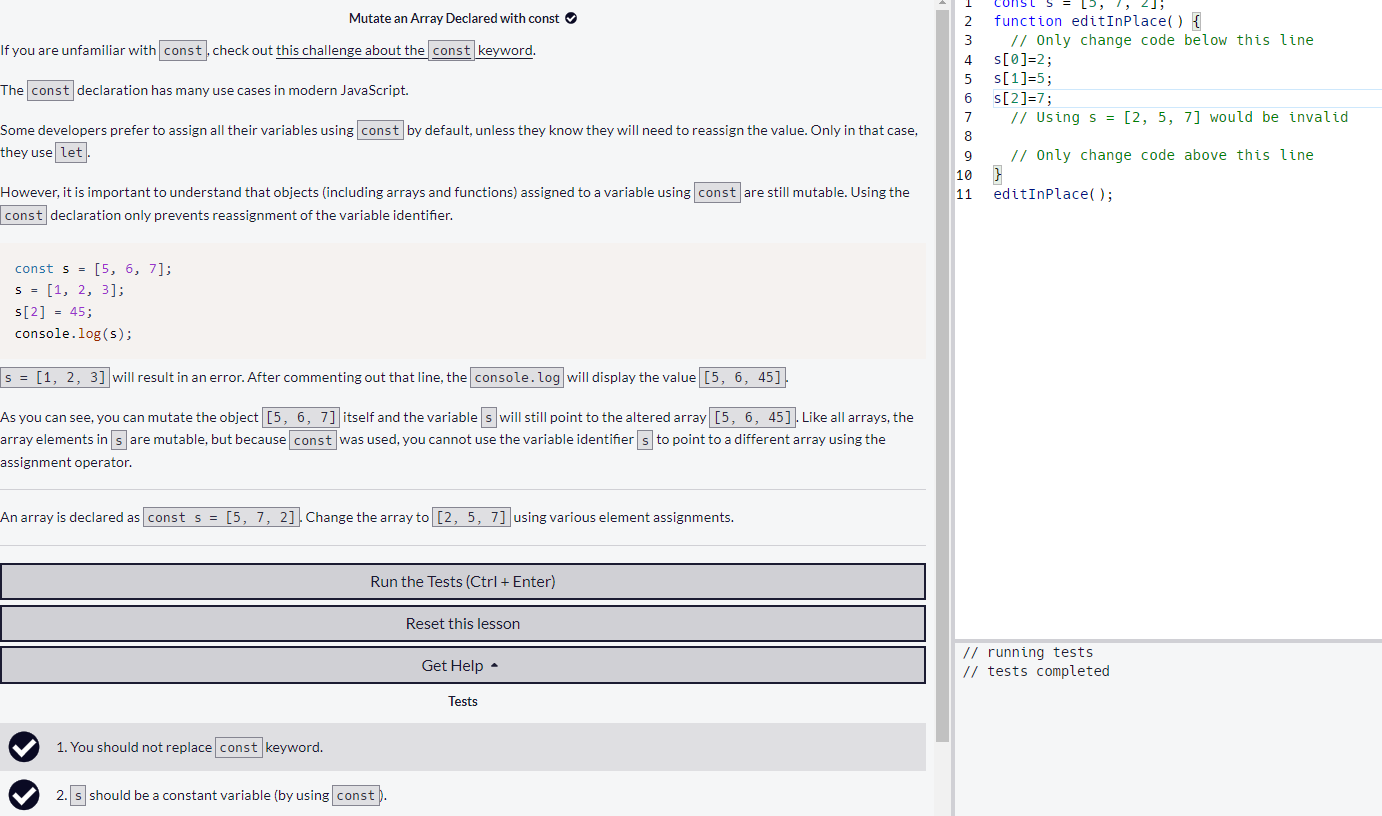 Mutate an Array Declared with const
If you are unfamiliar with const, check out this challenge about the const keyword.
The const declaration has many use cases in modern JavaScript.
Some developers prefer to assign all their variables using const by default, unless they know they will need to reassign the value. Only in that case,
they use let.
However, it is important to understand that objects (including arrays and functions) assigned to a variable using const are still mutable. Using the
const declaration only prevents reassignment of the variable identifier.
const s = [5, 6, 7];
s = [1, 2, 3];
s[2] = 45;
console.log(s);
s = [1, 2, 3] will result in an error. After commenting out that line, the console.log will display the value [5, 6, 45].
As you can see, you can mutate the object [5, 6, 7] itself and the variable s will still point to the altered array [5, 6, 45]. Like all arrays, the
array elements in s are mutable, but because const was used, you cannot use the variable identifier s to point to a different array using the
assignment operator.
An array is declared as const s = [5, 7, 2]. Change the array to [2, 5, 7] using various element assignments.
Run the Tests (Ctrl + Enter)
Reset this lesson
Get Help
Tests
1. You should not replace const keyword.
2. s should be a constant variable (by using const).
1 const s = [5, 7, 2];
2 function editInPlace() {
3 // Only change code below this line
4 s[0]=2;
5 s[1]=5;
6 s[2]=7;
7 // Using s = [2, 5, 7] would be invalid
8
9 // Only change code above this line
10 }
11 editInPlace();
// running tests
// tests completed